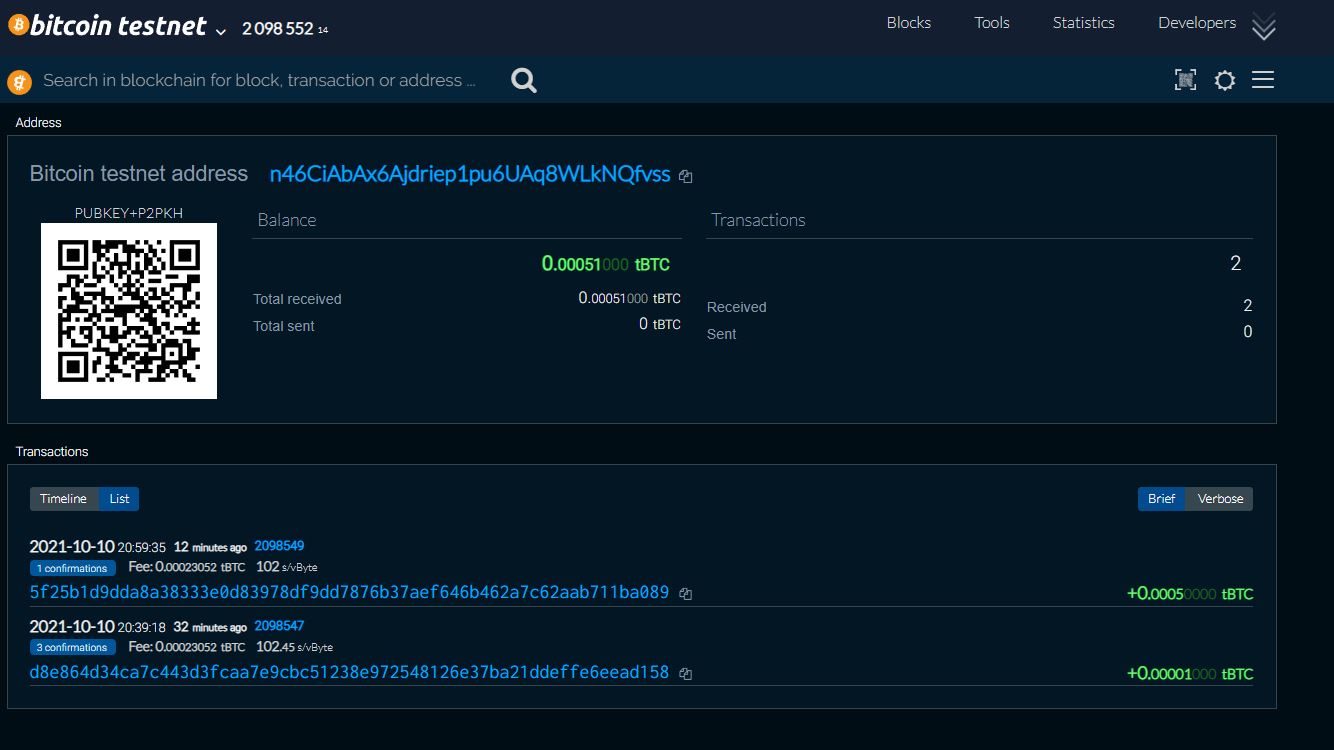 bitcoin testnet 2 098 552 14 Blocks Tools Statistics Developers
Search in blockchain for block, transaction or address ...
Address
Bitcoin testnet address n46CiAbAx6Ajdriep1pu6UAq8WLkNQfvss
PUBKEY+P2PKH
Balance Transactions
0.00051000 tBTC 2
Total received 0.00051000 tBTC Received 2
Total sent 0 tBTC Sent 0
Transactions
Timeline List Brief Verbose
2021-10-10 20:59:35 12 minutes ago 2098549
1 confirmations Fee: 0.00023052 tBTC 102 s/vByte
5f25b1d9dda8a38333e0d83978df9dd7876b37aef646b462a7c62aab711ba089 +0.00050000 tBTC
2021-10-10 20:39:18 32 minutes ago 2098547
3 confirmations Fee: 0.00023052 tBTC 102.45 s/vByte
d8e864d34ca7c443d3fcaa7e9cbc51238e972548126e37ba21ddeffe6eead158 +0.00001000 tBTC